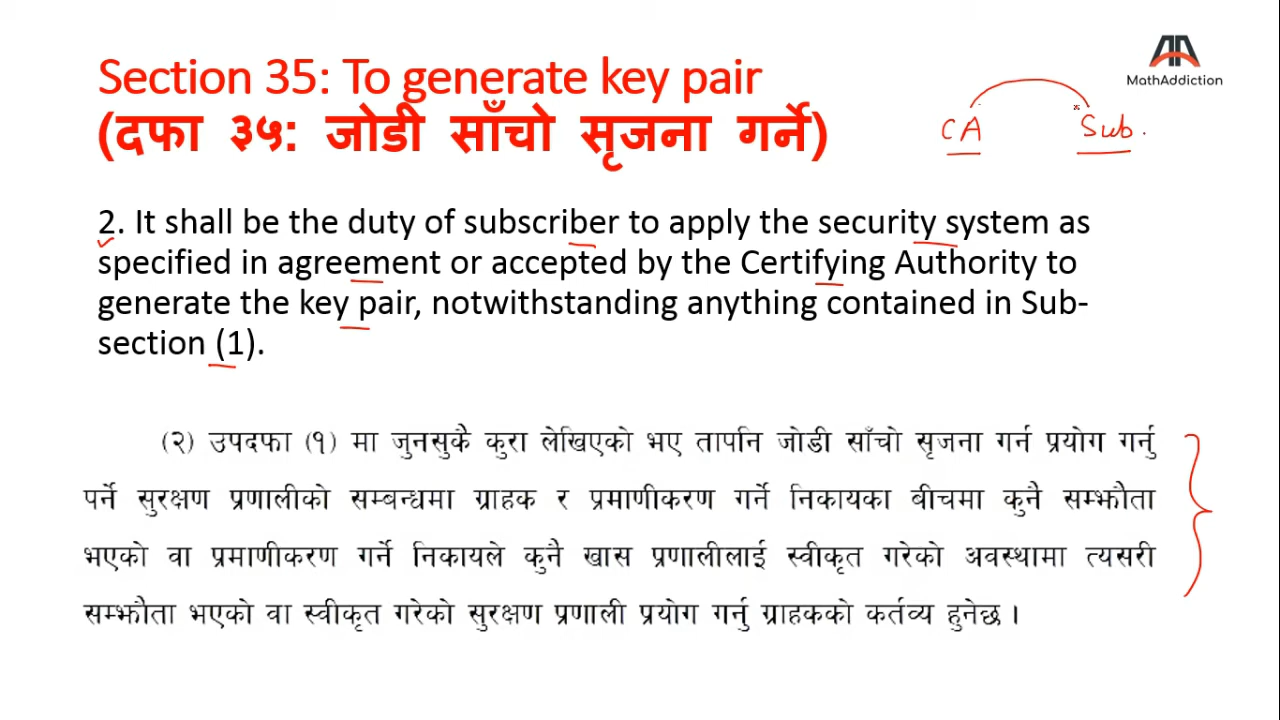 MathAddiction
Section 35: To generate key pair
(दफा ३५: जोडी साँचो सृजना गर्ने)
CA Sub.
2. It shall be the duty of subscriber to apply the security system as
specified in agreement or accepted by the Certifying Authority to
generate the key pair, notwithstanding anything contained in Sub-
section (1).
(२) उपदफा (१) मा जुनसुकै कुरा लेखिएको भए तापनि जोडी साँचो सृजना गर्न प्रयोग गर्नु
पर्ने सुरक्षण प्रणालीको सम्बन्धमा ग्राहक र प्रमाणीकरण गर्ने निकायका बीचमा कुनै सम्झौता
भएको वा प्रमाणीकरण गर्ने निकायले कुनै खास प्रणालीलाई स्वीकृत गरेको अवस्थामा त्यसरी
सम्झौता भएको वा स्वीकृत गरेको सुरक्षण प्रणाली प्रयोग गर्नु ग्राहकको कर्तव्य हुनेछ ।